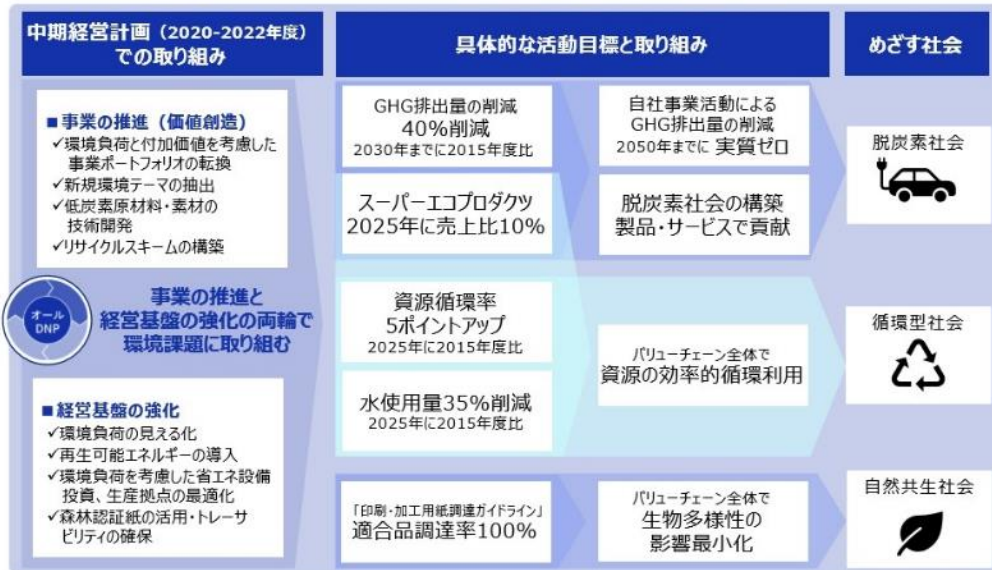 中期経営計画（2020-2022年度）
での取り組み
■事業の推進（価値創造）
✓環境負荷と付加価値を考慮した
事業ポートフォリオの転換
✓新規環境テーマの抽出
✓低炭素原材料・素材の
技術開発
✓リサイクルスキームの構築
オール
DNP
事業の推進と
経営基盤の強化の両輪で
環境課題に取り組む
■経営基盤の強化
✓環境負荷の見える化
✓再生可能エネルギーの導入
✓環境負荷を考慮した省エネ設備
投資、生産拠点の最適化
✓森林認証紙の活用・トレーサ
ビリティの確保
具体的な活動目標と取り組み
GHG排出量の削減
40%削減
2030年までに2015年度比
スーパーエコプロダクツ
2025年に売上比10%
資源循環率
5ポイントアップ
2025年に2015年度比
水使用量35%削減
2025年に2015年度比
「印刷・加工用紙調達ガイドライン」
適合品調達率100%
自社事業活動による
GHG排出量の削減
2050年までに 実質ゼロ
脱炭素社会の構築
製品・サービスで貢献
バリューチェーン全体で
資源の効率的循環利用
バリューチェーン全体で
生物多様性の
影響最小化
めざす社会
脱炭素社会
循環型社会
自然共生社会